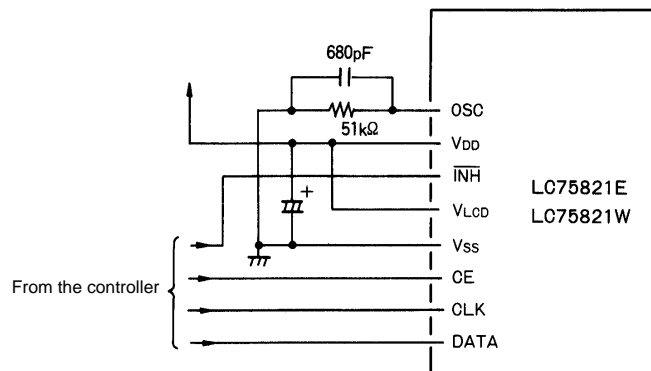 680pF
51kΩ
OSC
VDD
INH
VLCD
VSS
CE
CLK
DATA
LC75821E
LC75821W
+
From the controller